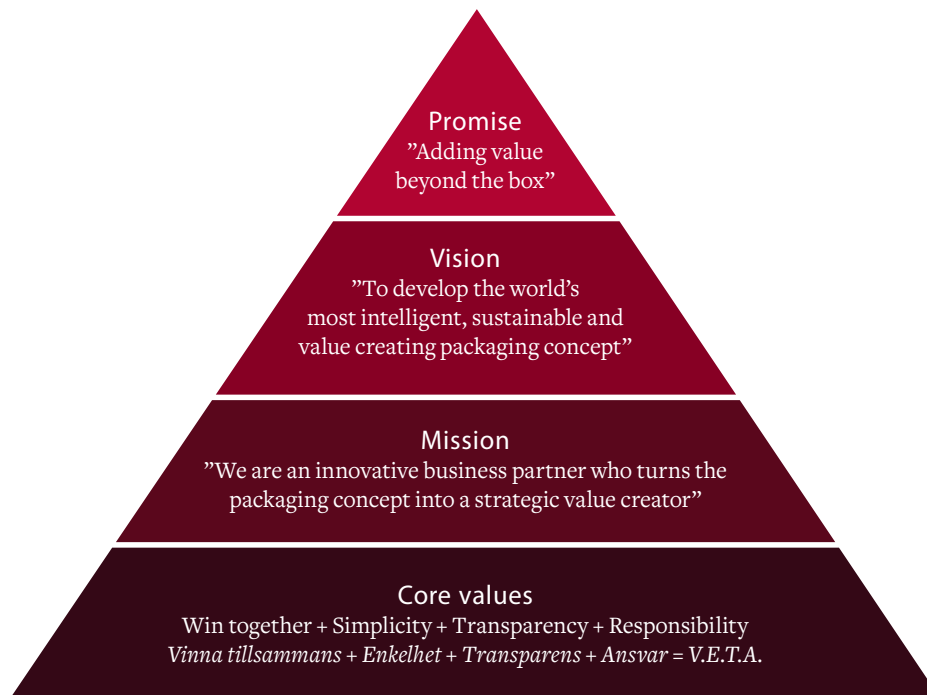 Promise
”Adding value
beyond the box”
Vision
”To develop the world’s
most intelligent, sustainable and
value creating packaging concept”
Mission
”We are an innovative business partner who turns the
packaging concept into a strategic value creator”
Core values
Win together + Simplicity + Transparency + Responsibility
Vinna tillsammans + Enkelhet + Transparens + Ansvar = V.E.T.A.